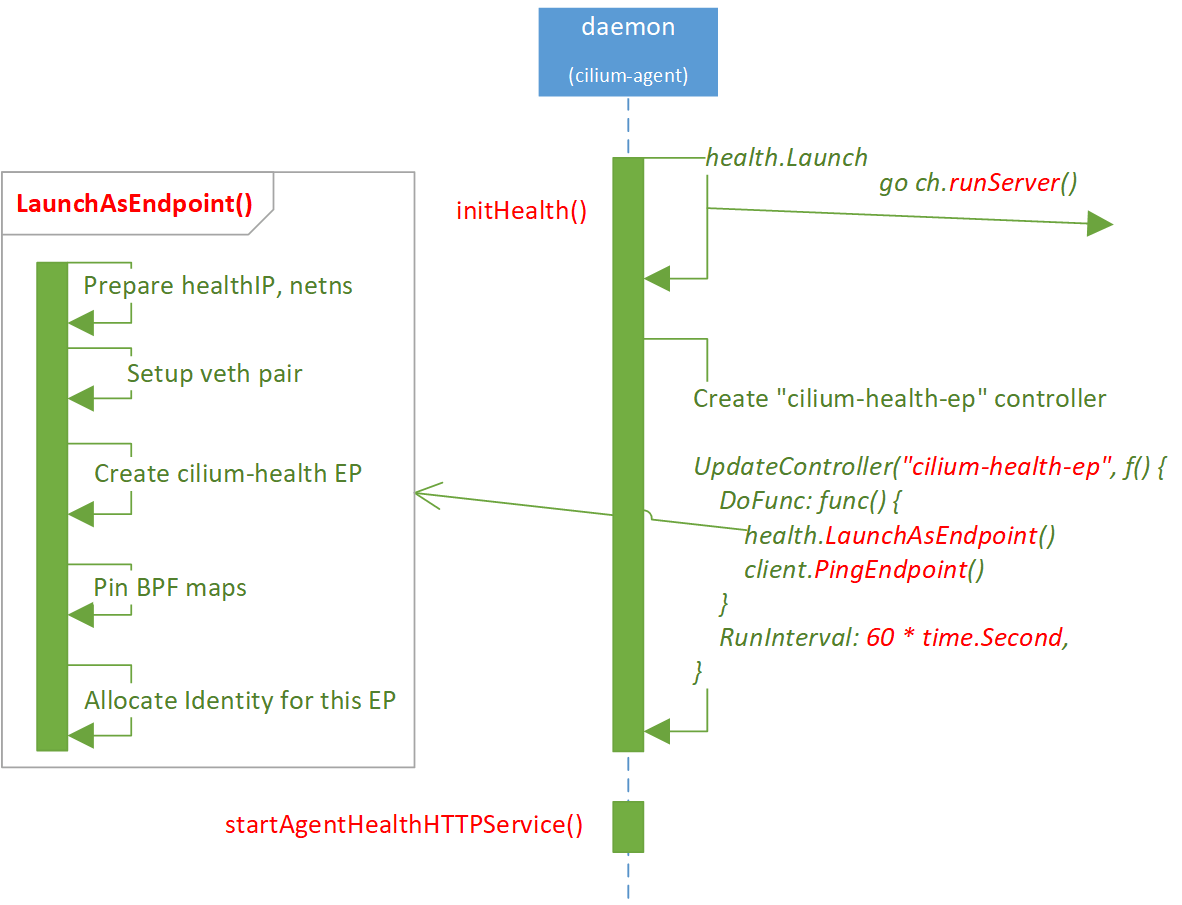 daemon
(cilium-agent)
health.Launch
go ch.runServer()
initHealth()
LaunchAsEndpoint()
Prepare healthIP, netns
Setup veth pair
Create cilium-health EP
Pin BPF maps
Allocate Identity for this EP
Create "cilium-health-ep" controller
UpdateController("cilium-health-ep", f() {
DoFunc: func() {
health.LaunchAsEndpoint()
client.PingEndpoint()
}
RunInterval: 60 * time.Second,
}
startAgentHealthHTTPService()